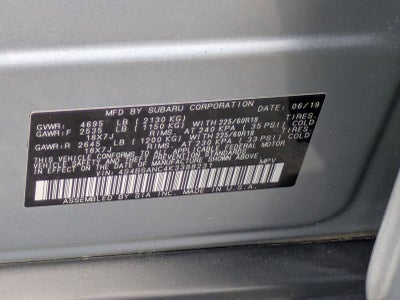 MFD BY SUBARU CORPORATION DATE: 06/19
GVWR: 4695 LB (2130 KG)
GAWR:F 2535 LB (1150 KG) WITH 225/60R18 TIRES,
18X7J RIMS, AT 240 KPA (35 PSI) COLD
GAWR:R 2645 LB (1200 KG) WITH 225/60R18 TIRES,
18X7J RIMS, AT 230 KPA (33 PSI) COLD
THIS VEHICLE CONFORMS TO ALL APPLICABLE FEDERAL MOTOR
VEHICLE SAFETY AND THEFT PREVENTION STANDARDS
IN EFFECT ON THE DATE OF MANUFACTURE SHOWN ABOVE.
VIN: MPV
ASSEMBLED BY SIA INC., MADE IN U.S.A.